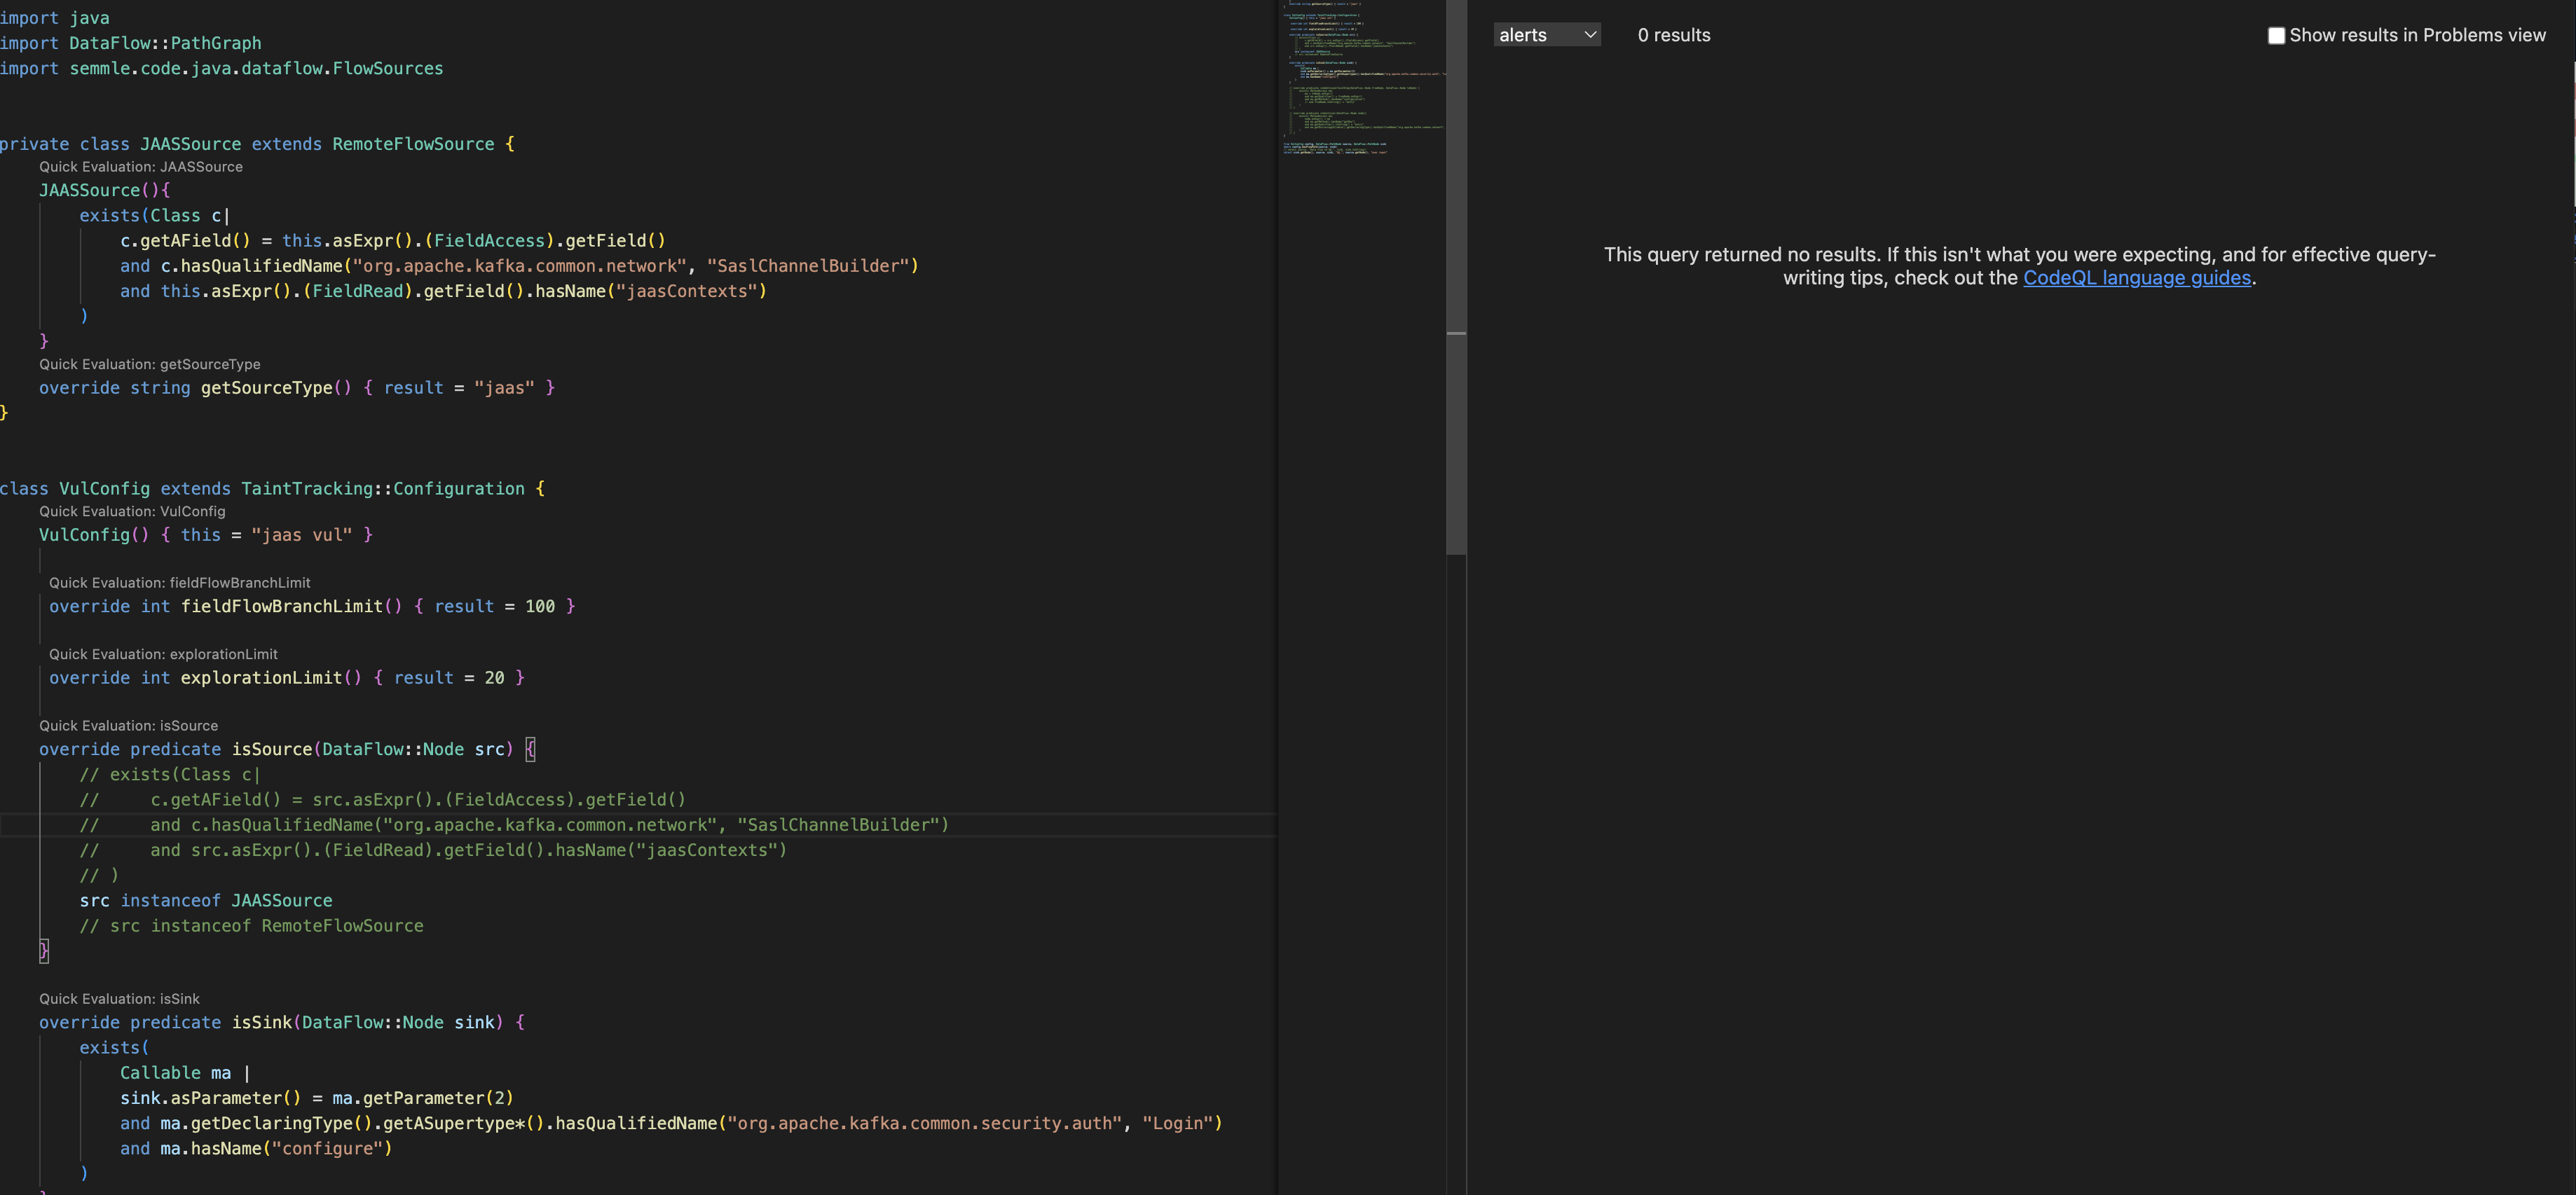 import java
import DataFlow::PathGraph
import semmle.code.java.dataflow.FlowSources
private class JAASSource extends RemoteFlowSource {
Quick Evaluation: JAASSource
JAASSource(){
exists(Class c|
c.getAField() = this.asExpr().(FieldAccess).getField()
and c.hasQualifiedName("org.apache.kafka.common.network", "SaslChannelBuilder")
and this.asExpr().(FieldRead).getField().hasName("jaasContexts")
)
}
Quick Evaluation: getSourceType
override string getSourceType() { result = "jaas" }
}
class VulConfig extends TaintTracking::Configuration {
Quick Evaluation: VulConfig
VulConfig() { this = "jaas vul" }
Quick Evaluation: fieldFlowBranchLimit
override int fieldFlowBranchLimit() { result = 100 }
Quick Evaluation: explorationLimit
override int explorationLimit() { result = 20 }
Quick Evaluation: isSource
override predicate isSource(DataFlow::Node src) {
// exists(Class c|
//     c.getAField() = src.asExpr().(FieldAccess).getField()
//     and c.hasQualifiedName("org.apache.kafka.common.network", "SaslChannelBuilder")
//     and src.asExpr().(FieldRead).getField().hasName("jaasContexts")
// )
src instanceof JAASSource
// src instanceof RemoteFlowSource
}
Quick Evaluation: isSink
override predicate isSink(DataFlow::Node sink) {
exists(
Callable ma |
sink.asParameter() = ma.getParameter(2)
and ma.getDeclaringType().getASupertype*().hasQualifiedName("org.apache.kafka.common.security.auth", "Login")
and ma.hasName("configure")
)
alerts
0 results
Show results in Problems view
This query returned no results. If this isn't what you were expecting, and for effective query-
writing tips, check out the CodeQL language guides.